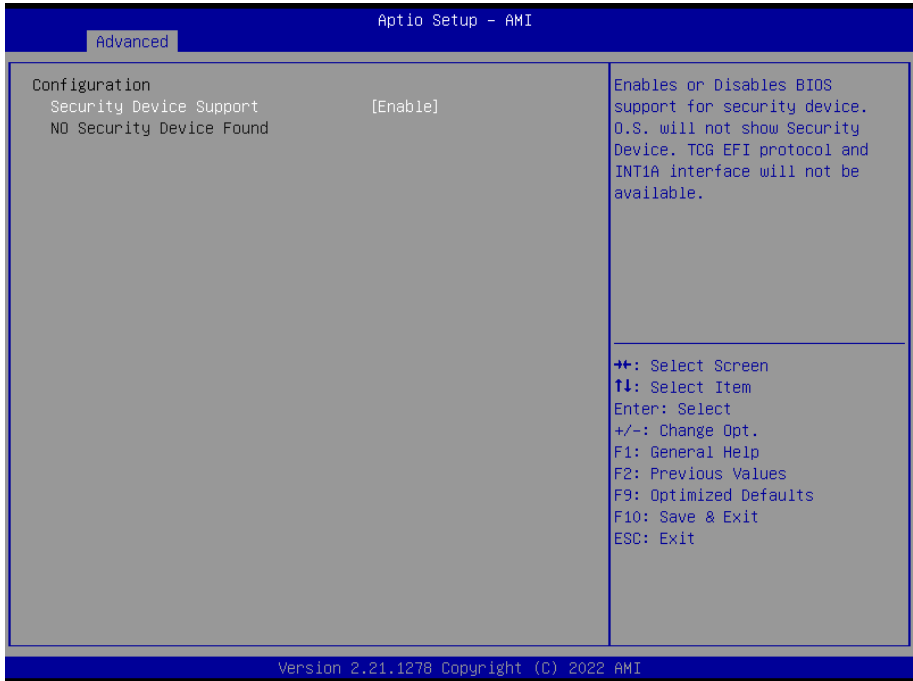 Aptio Setup – AMI
Advanced
Configuration
Security Device Support [Enable]
NO Security Device Found
Enables or Disables BIOS
support for security device.
O.S. will not show Security
Device. TCG EFI protocol and
INT1A interface will not be
available.
→←: Select Screen
↑↓: Select Item
Enter: Select
+/-: Change Opt.
F1: General Help
F2: Previous Values
F9: Optimized Defaults
F10: Save & Exit
ESC: Exit
Version 2.21.1278 Copyright (C) 2022 AMI